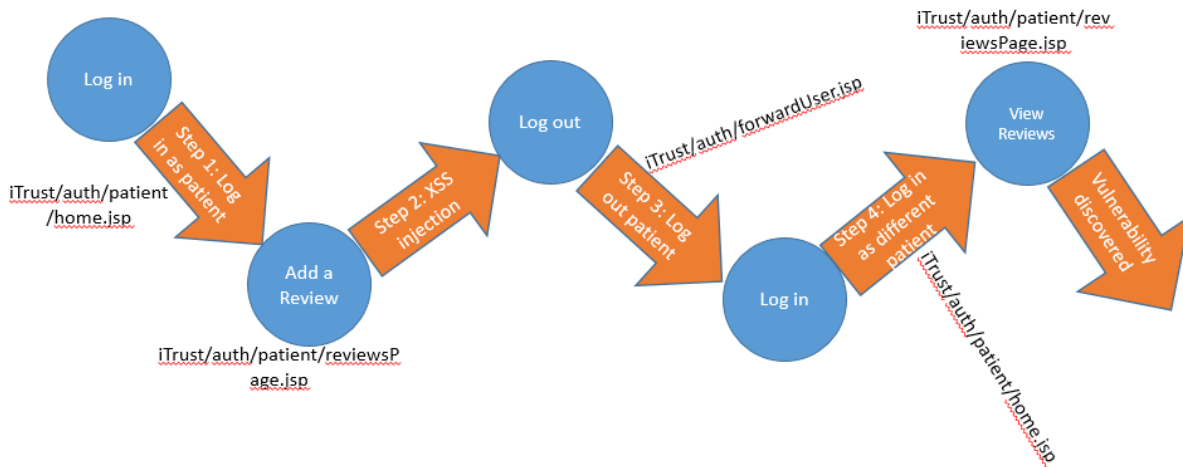 Log in
Step 1: Log
in as patient
iTrust/auth/patient
/home.jsp
Add a
Review
iTrust/auth/patient/reviewsP
age.jsp
Step 2: XSS
injection
Log out
iTrust/auth/forwardUser.jsp
Step 3: Log
out patient
Log in
Step 4: Log in
as different
patient
iTrust/auth/patient/home.jsp
iTrust/auth/patient/rev
iewsPage.jsp
View
Reviews
Vulnerability
discovered